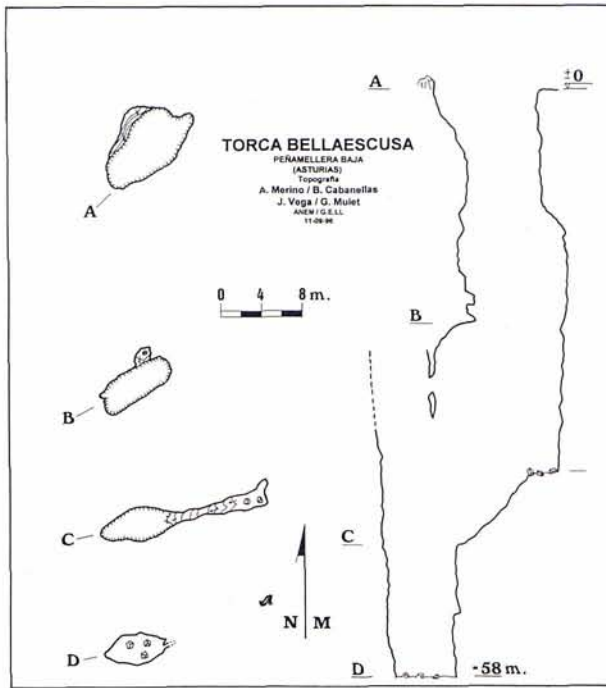 A
±0
TORCA BELLAESCUSA
PEÑAMELLERA BAJA
(ASTURIAS)
Topografía
A. Merino / B. Cabanellas
J. Vega / G. Mulet
ANEM / G.E.LL
11-09-96
A
0 4 8 m.
B
B
C
C
N M
D
D
-58 m.